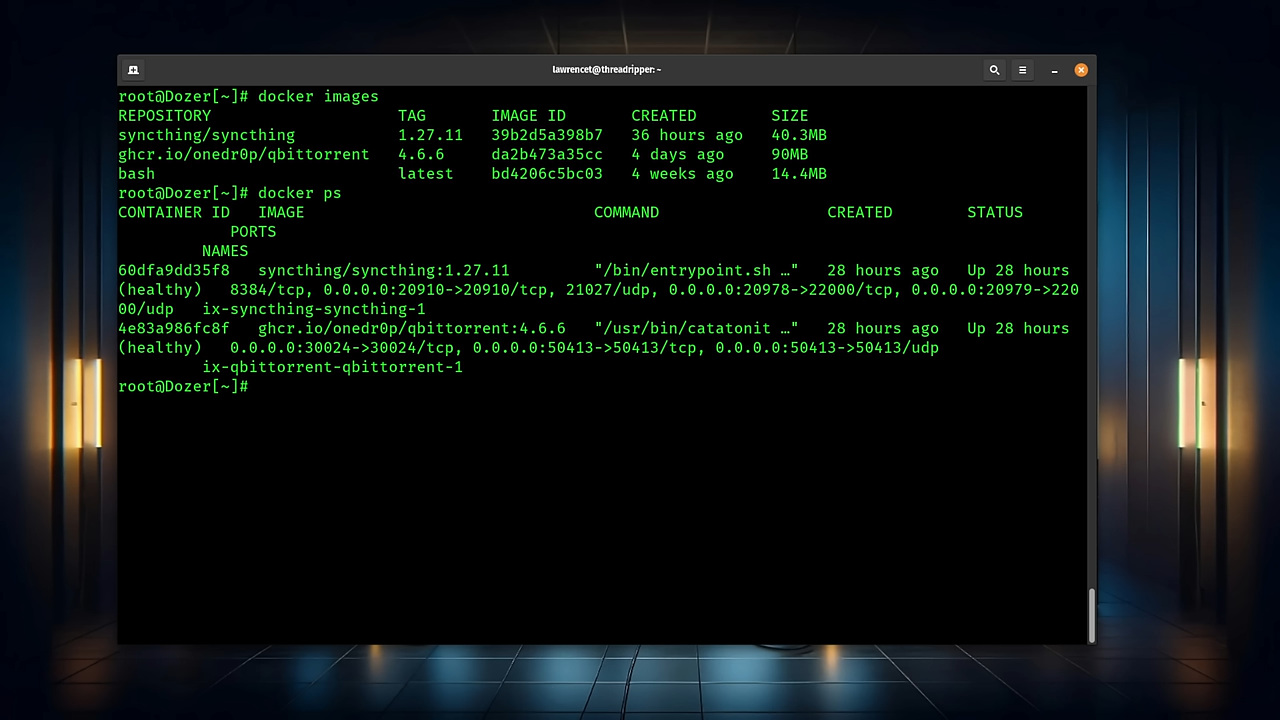 lawrencet@threadripper: ~
root@Dozer[~]# docker images
REPOSITORY                    TAG       IMAGE ID       CREATED        SIZE
syncthing/syncthing           1.27.11   39b2d5a398b7   36 hours ago   40.3MB
ghcr.io/onedr0p/qbittorrent   4.6.6     da2b473a35cc   4 days ago     90MB
bash                          latest    bd4206c5bc03   4 weeks ago    14.4MB
root@Dozer[~]# docker ps
CONTAINER ID   IMAGE                               COMMAND                  CREATED        STATUS
            PORTS
         NAMES
60dfa9dd35f8   syncthing/syncthing:1.27.11         "/bin/entrypoint.sh …"   28 hours ago   Up 28 hours
(healthy)   8384/tcp, 0.0.0.0:20910->20910/tcp, 21027/udp, 0.0.0.0:20978->22000/tcp, 0.0.0.0:20979->220
00/udp   ix-syncthing-syncthing-1
4e83a986fc8f   ghcr.io/onedr0p/qbittorrent:4.6.6   "/usr/bin/catatonit …"   28 hours ago   Up 28 hours
(healthy)   0.0.0.0:30024->30024/tcp, 0.0.0.0:50413->50413/tcp, 0.0.0.0:50413->50413/udp
         ix-qbittorrent-qbittorrent-1
root@Dozer[~]#